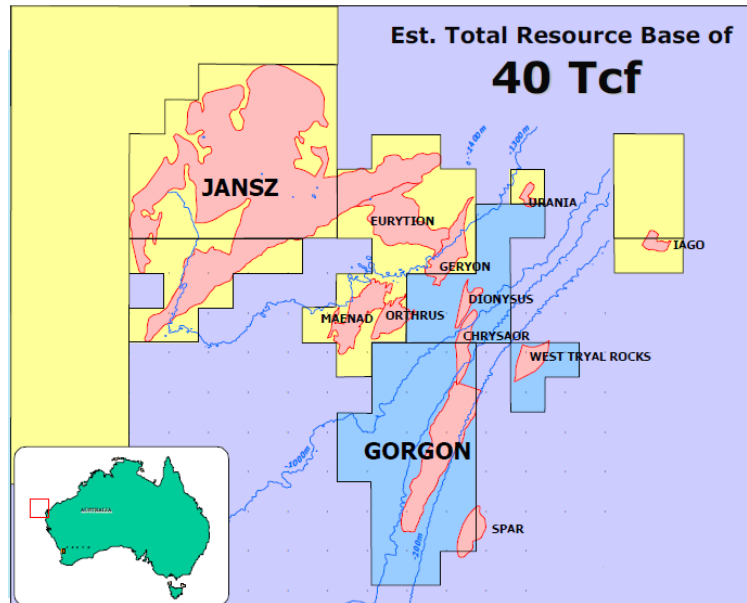 Est. Total Resource Base of
40 Tcf
-1400m
-1300m
JANSZ
URANIA
EURYTION
IAGO
GERYON
DIONYSUS
MAENAD
ORTHRUS
CHRYSAOR
WEST TRYAL ROCKS
GORGON
-1000m
AUSTRALIA
SPAR
-200m